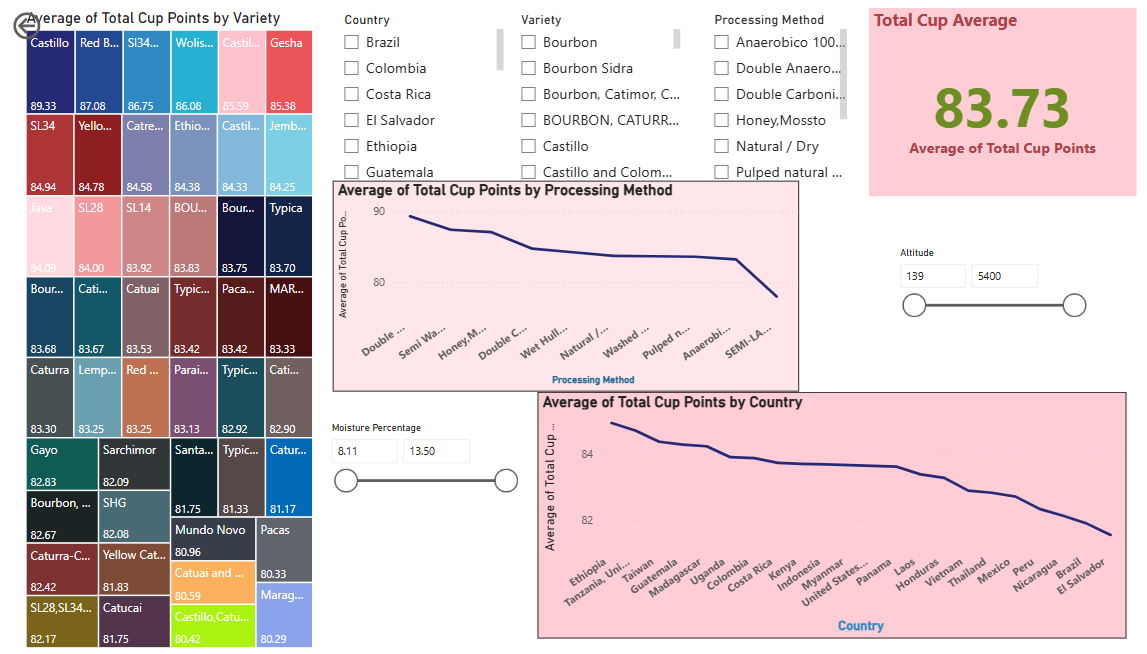 Average of Total Cup Points by Variety
Castillo
Red B...
Sl34...
Wolis...
Castil...
Gesha
89.33
87.08
86.75
86.08
85.59
85.38
SL34
Yello...
Catre...
Ethio...
Castil...
Jemb...
84.94
84.78
84.58
84.38
84.33
84.25
Java
SL28
SL14
BOU...
Bour...
Typica
84.09
84.00
83.92
83.83
83.75
83.70
Bour...
Cati...
Catuai
Typic...
Paca...
MAR...
83.68
83.67
83.53
83.42
83.42
83.33
Caturra
Lemp...
Red ...
Parai...
Typic...
Cati...
83.30
83.25
83.25
83.13
82.92
82.90
Gayo
Sarchimor
Santa...
Typic...
Catur...
82.83
82.09
81.75
81.33
81.17
Bourbon, ...
SHG
82.67
82.08
Mundo Novo
80.96
Pacas
80.33
Caturra-C...
Yellow Cat...
82.42
81.83
Catuai and ...
80.59
Marag...
80.29
SL28,SL34...
Catucai
82.17
81.75
Castillo,Catu...
80.42
Country
Brazil
Colombia
Costa Rica
El Salvador
Ethiopia
Guatemala
Variety
Bourbon
Bourbon Sidra
Bourbon, Catimor, C...
BOURBON, CATURR...
Castillo
Castillo and Colom...
Processing Method
Anaerobico 100...
Double Anaero...
Double Carboni...
Honey,Mossto
Natural / Dry
Pulped natural ...
Total Cup Average
83.73
Average of Total Cup Points
Average of Total Cup Points by Processing Method
Average of Total Cup Po...
90
80
Double ...
Semi Wa...
Honey,M...
Double C...
Wet Hull...
Natural /...
Washed ...
Pulped n...
Anaerobi...
SEMI-LA...
Processing Method
Altitude
139
5400
Moisture Percentage
8.11
13.50
Average of Total Cup Points by Country
Average of Total Cup ...
84
82
Ethiopia
Tanzania, Uni...
Taiwan
Guatemala
Madagascar
Uganda
Colombia
Costa Rica
Kenya
Indonesia
Myanmar
United States...
Panama
Laos
Honduras
Vietnam
Thailand
Mexico
Peru
Nicaragua
Brazil
El Salvador
Country